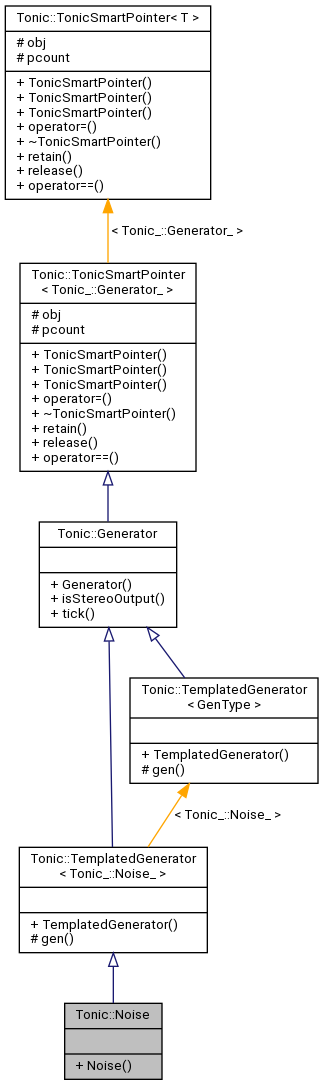 Tonic::TonicSmartPointer< T >
# obj
# pcount
+ TonicSmartPointer()
+ TonicSmartPointer()
+ TonicSmartPointer()
+ operator=()
+ ~TonicSmartPointer()
+ retain()
+ release()
+ operator==()
< Tonic_::Generator_ >
Tonic::TonicSmartPointer
< Tonic_::Generator_ >
# obj
# pcount
+ TonicSmartPointer()
+ TonicSmartPointer()
+ TonicSmartPointer()
+ operator=()
+ ~TonicSmartPointer()
+ retain()
+ release()
+ operator==()
Tonic::Generator
+ Generator()
+ isStereoOutput()
+ tick()
Tonic::TemplatedGenerator
< GenType >
+ TemplatedGenerator()
# gen()
< Tonic_::Noise_ >
Tonic::TemplatedGenerator
< Tonic_::Noise_ >
+ TemplatedGenerator()
# gen()
Tonic::Noise
+ Noise()